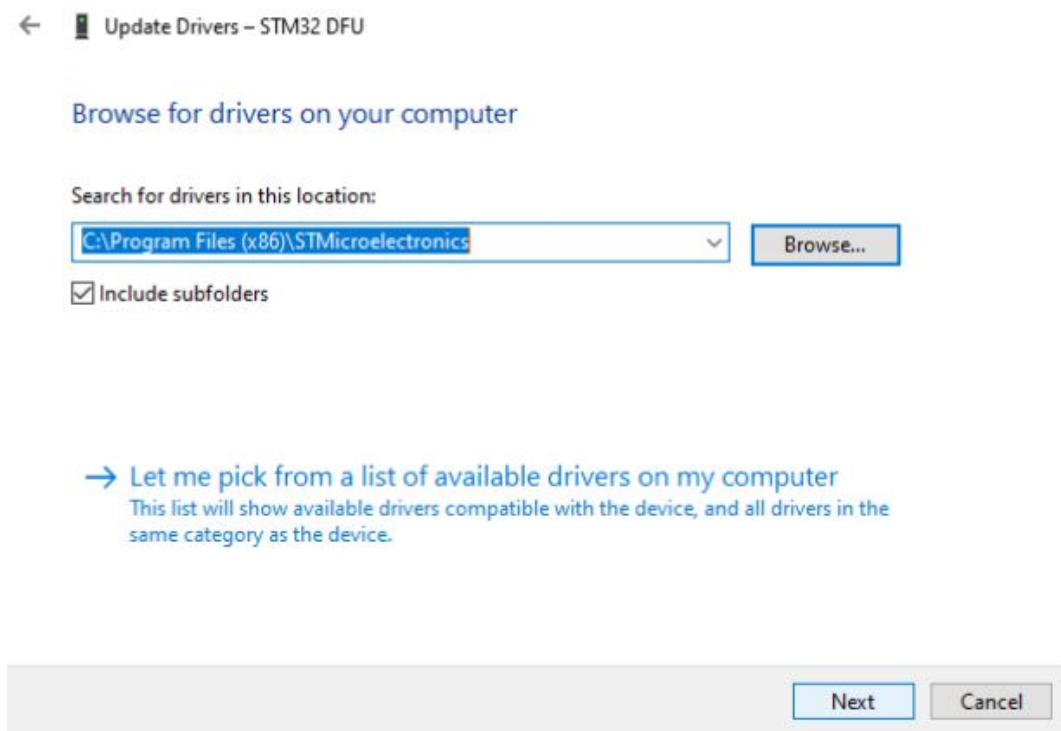 Update Drivers – STM32 DFU
Browse for drivers on your computer
Search for drivers in this location:
C:\Program Files (x86)\STMicroelectronics
Browse...
Include subfolders
Let me pick from a list of available drivers on my computer
This list will show available drivers compatible with the device, and all drivers in the
same category as the device.
Next
Cancel